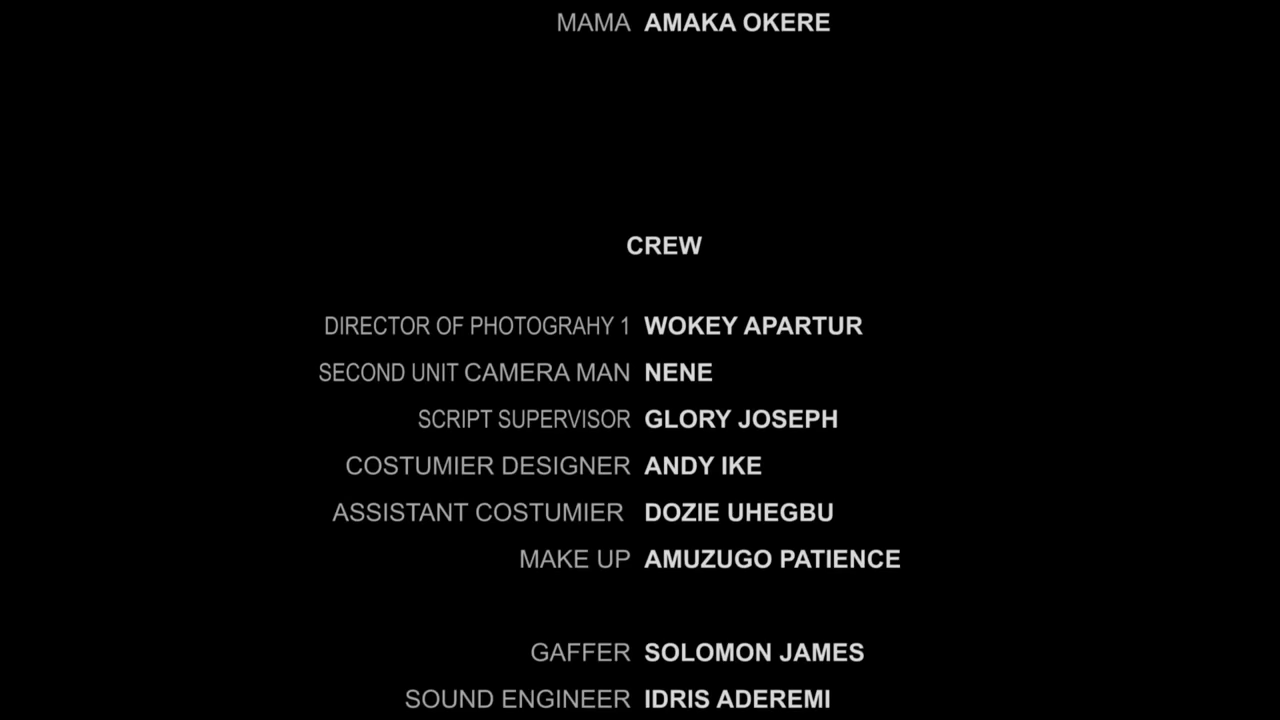 MAMA AMAKA OKERE
CREW
DIRECTOR OF PHOTOGRAHY 1 WOKEY APARTUR
SECOND UNIT CAMERA MAN NENE
SCRIPT SUPERVISOR GLORY JOSEPH
COSTUMIER DESIGNER ANDY IKE
ASSISTANT COSTUMIER DOZIE UHEGBU
MAKE UP AMUZUGO PATIENCE
GAFFER SOLOMON JAMES
SOUND ENGINEER IDRIS ADEREMI